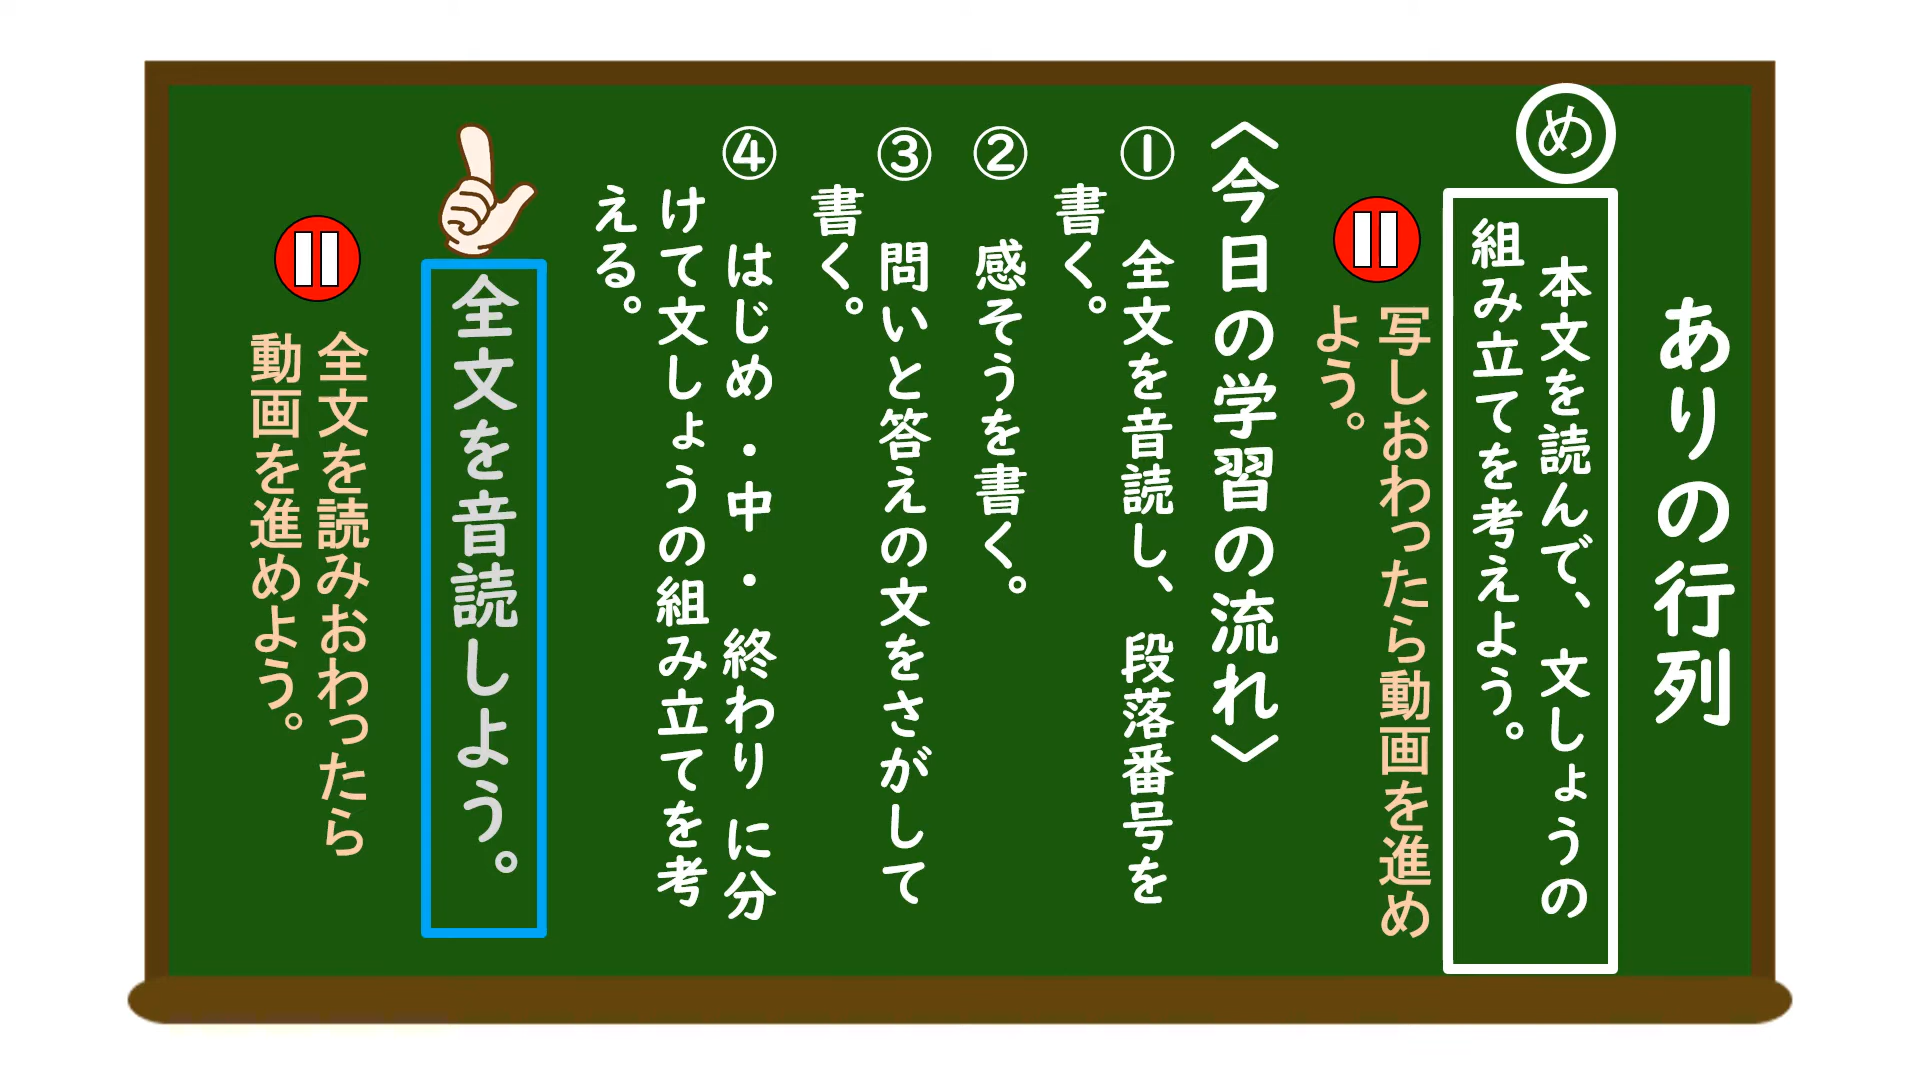 ありの行列
め
本文を読んで、文しょうの
組み立てを考えよう。
写しおわったら動画を進め
よう。
〈今日の学習の流れ〉
① 全文を音読し、段落番号を
書く。
② 感そうを書く。
③ 問いと答えの文をさがして
書く。
④ はじめ・中・終わりに分
けて文しょうの組み立てを考
える。
全文を音読しよう。
全文を読みおわったら
動画を進めよう。